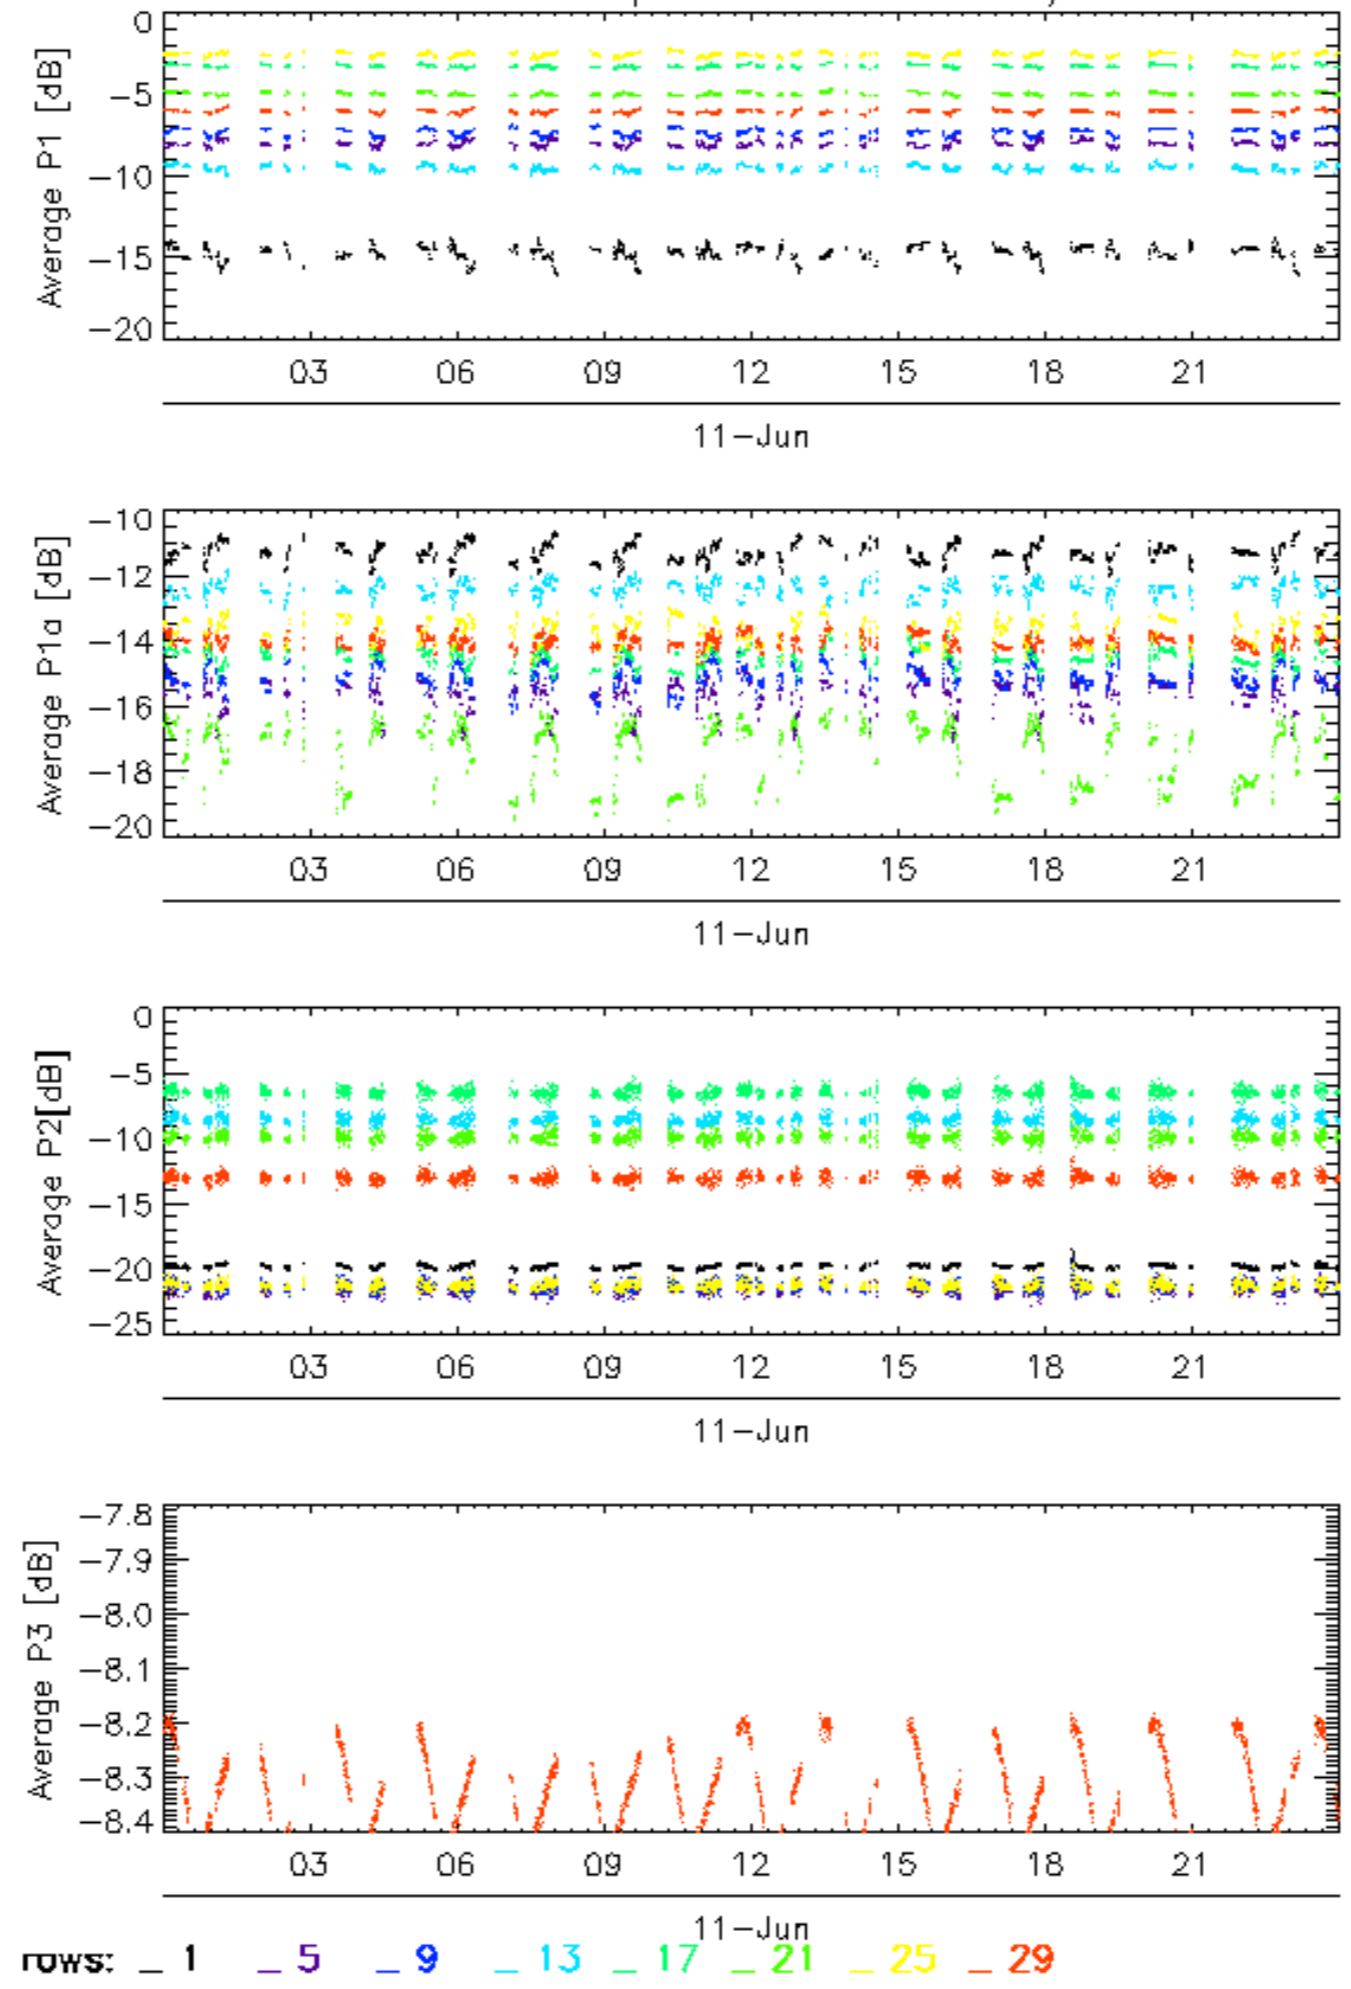 Average P1 [dB]
0
−5
−10
−15
−20
03 06 09 12 15 18 21
11−Jun
Average P1a [dB]
−10
−12
−14
−16
−18
−20
03 06 09 12 15 18 21
11−Jun
Average P2[dB]
0
−5
−10
−15
−20
−25
03 06 09 12 15 18 21
11−Jun
Average P3 [dB]
−7.8
−7.9
−8.0
−8.1
−8.2
−8.3
−8.4
03 06 09 12 15 18 21
11−Jun
rows: _ 1 _ 5 _ 9 _ 13 _ 17 _ 21 _ 25 _ 29